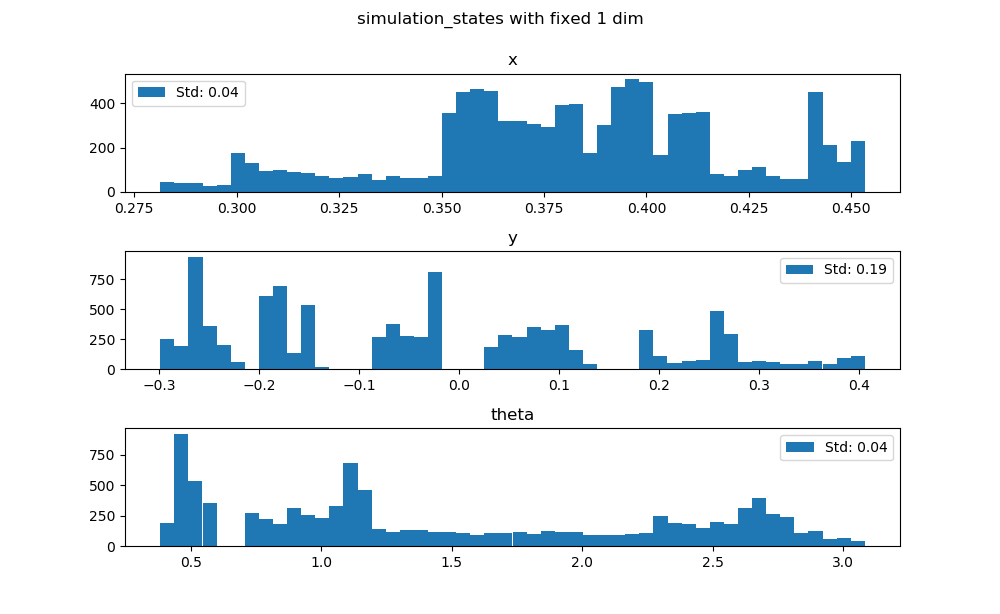 simulation_states with fixed 1 dim
x
Std: 0.04
400
200
0
0.275 0.300 0.325 0.350 0.375 0.400 0.425 0.450
y
Std: 0.19
750
500
250
0
−0.3 −0.2 −0.1 0.0 0.1 0.2 0.3 0.4
theta
Std: 0.04
750
500
250
0
0.5 1.0 1.5 2.0 2.5 3.0